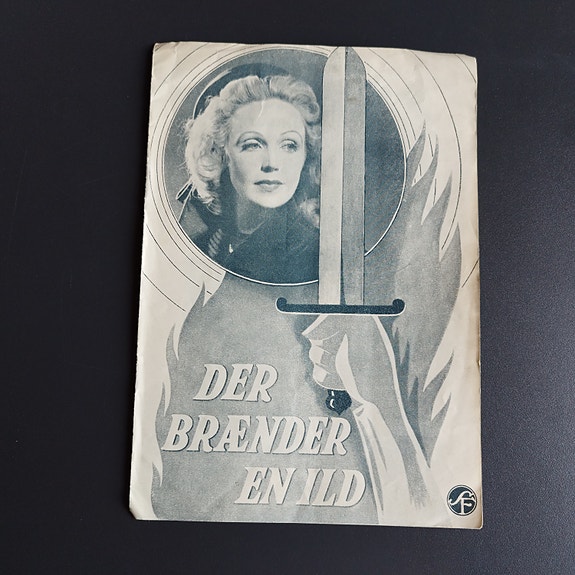 DER
BRÆNDER
EN ILD
SF